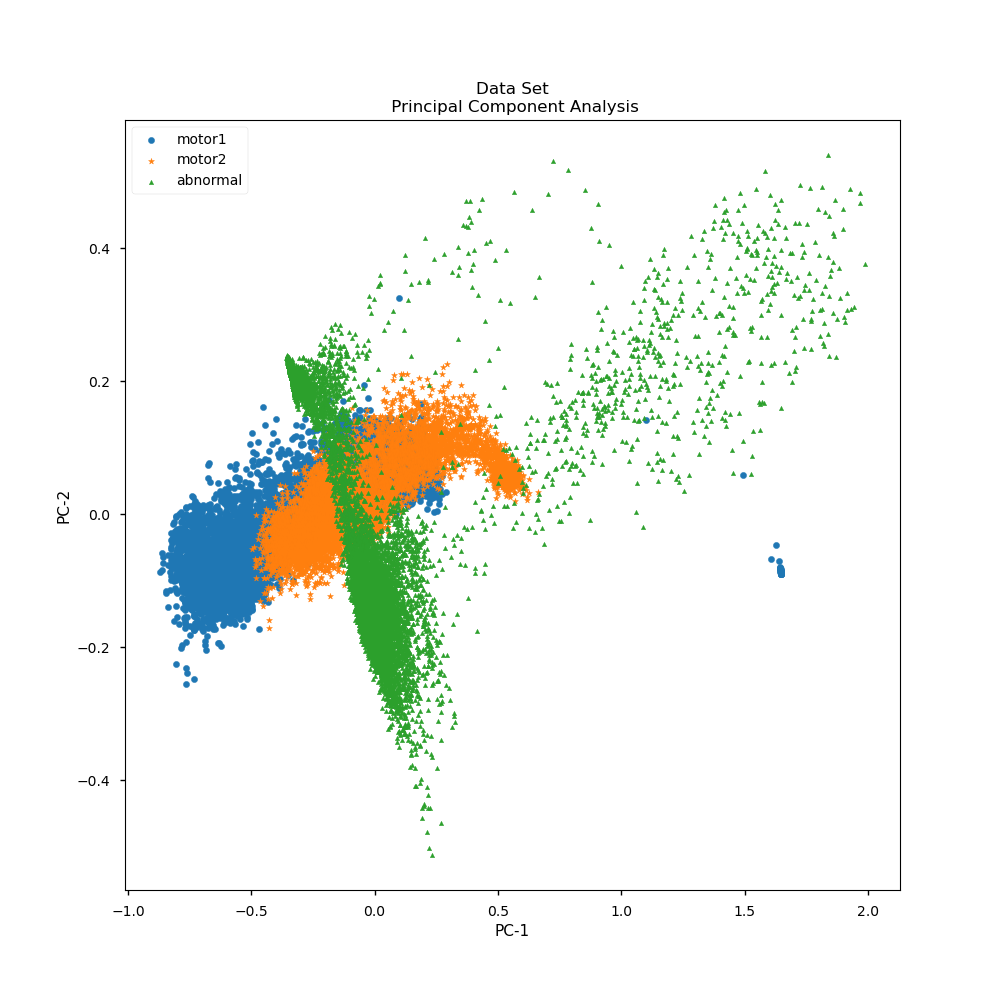 Data Set
Principal Component Analysis
motor1
motor2
abnormal
0.4
0.2
0.0
−0.2
−0.4
PC-2
−1.0 −0.5 0.0 0.5 1.0 1.5 2.0
PC-1